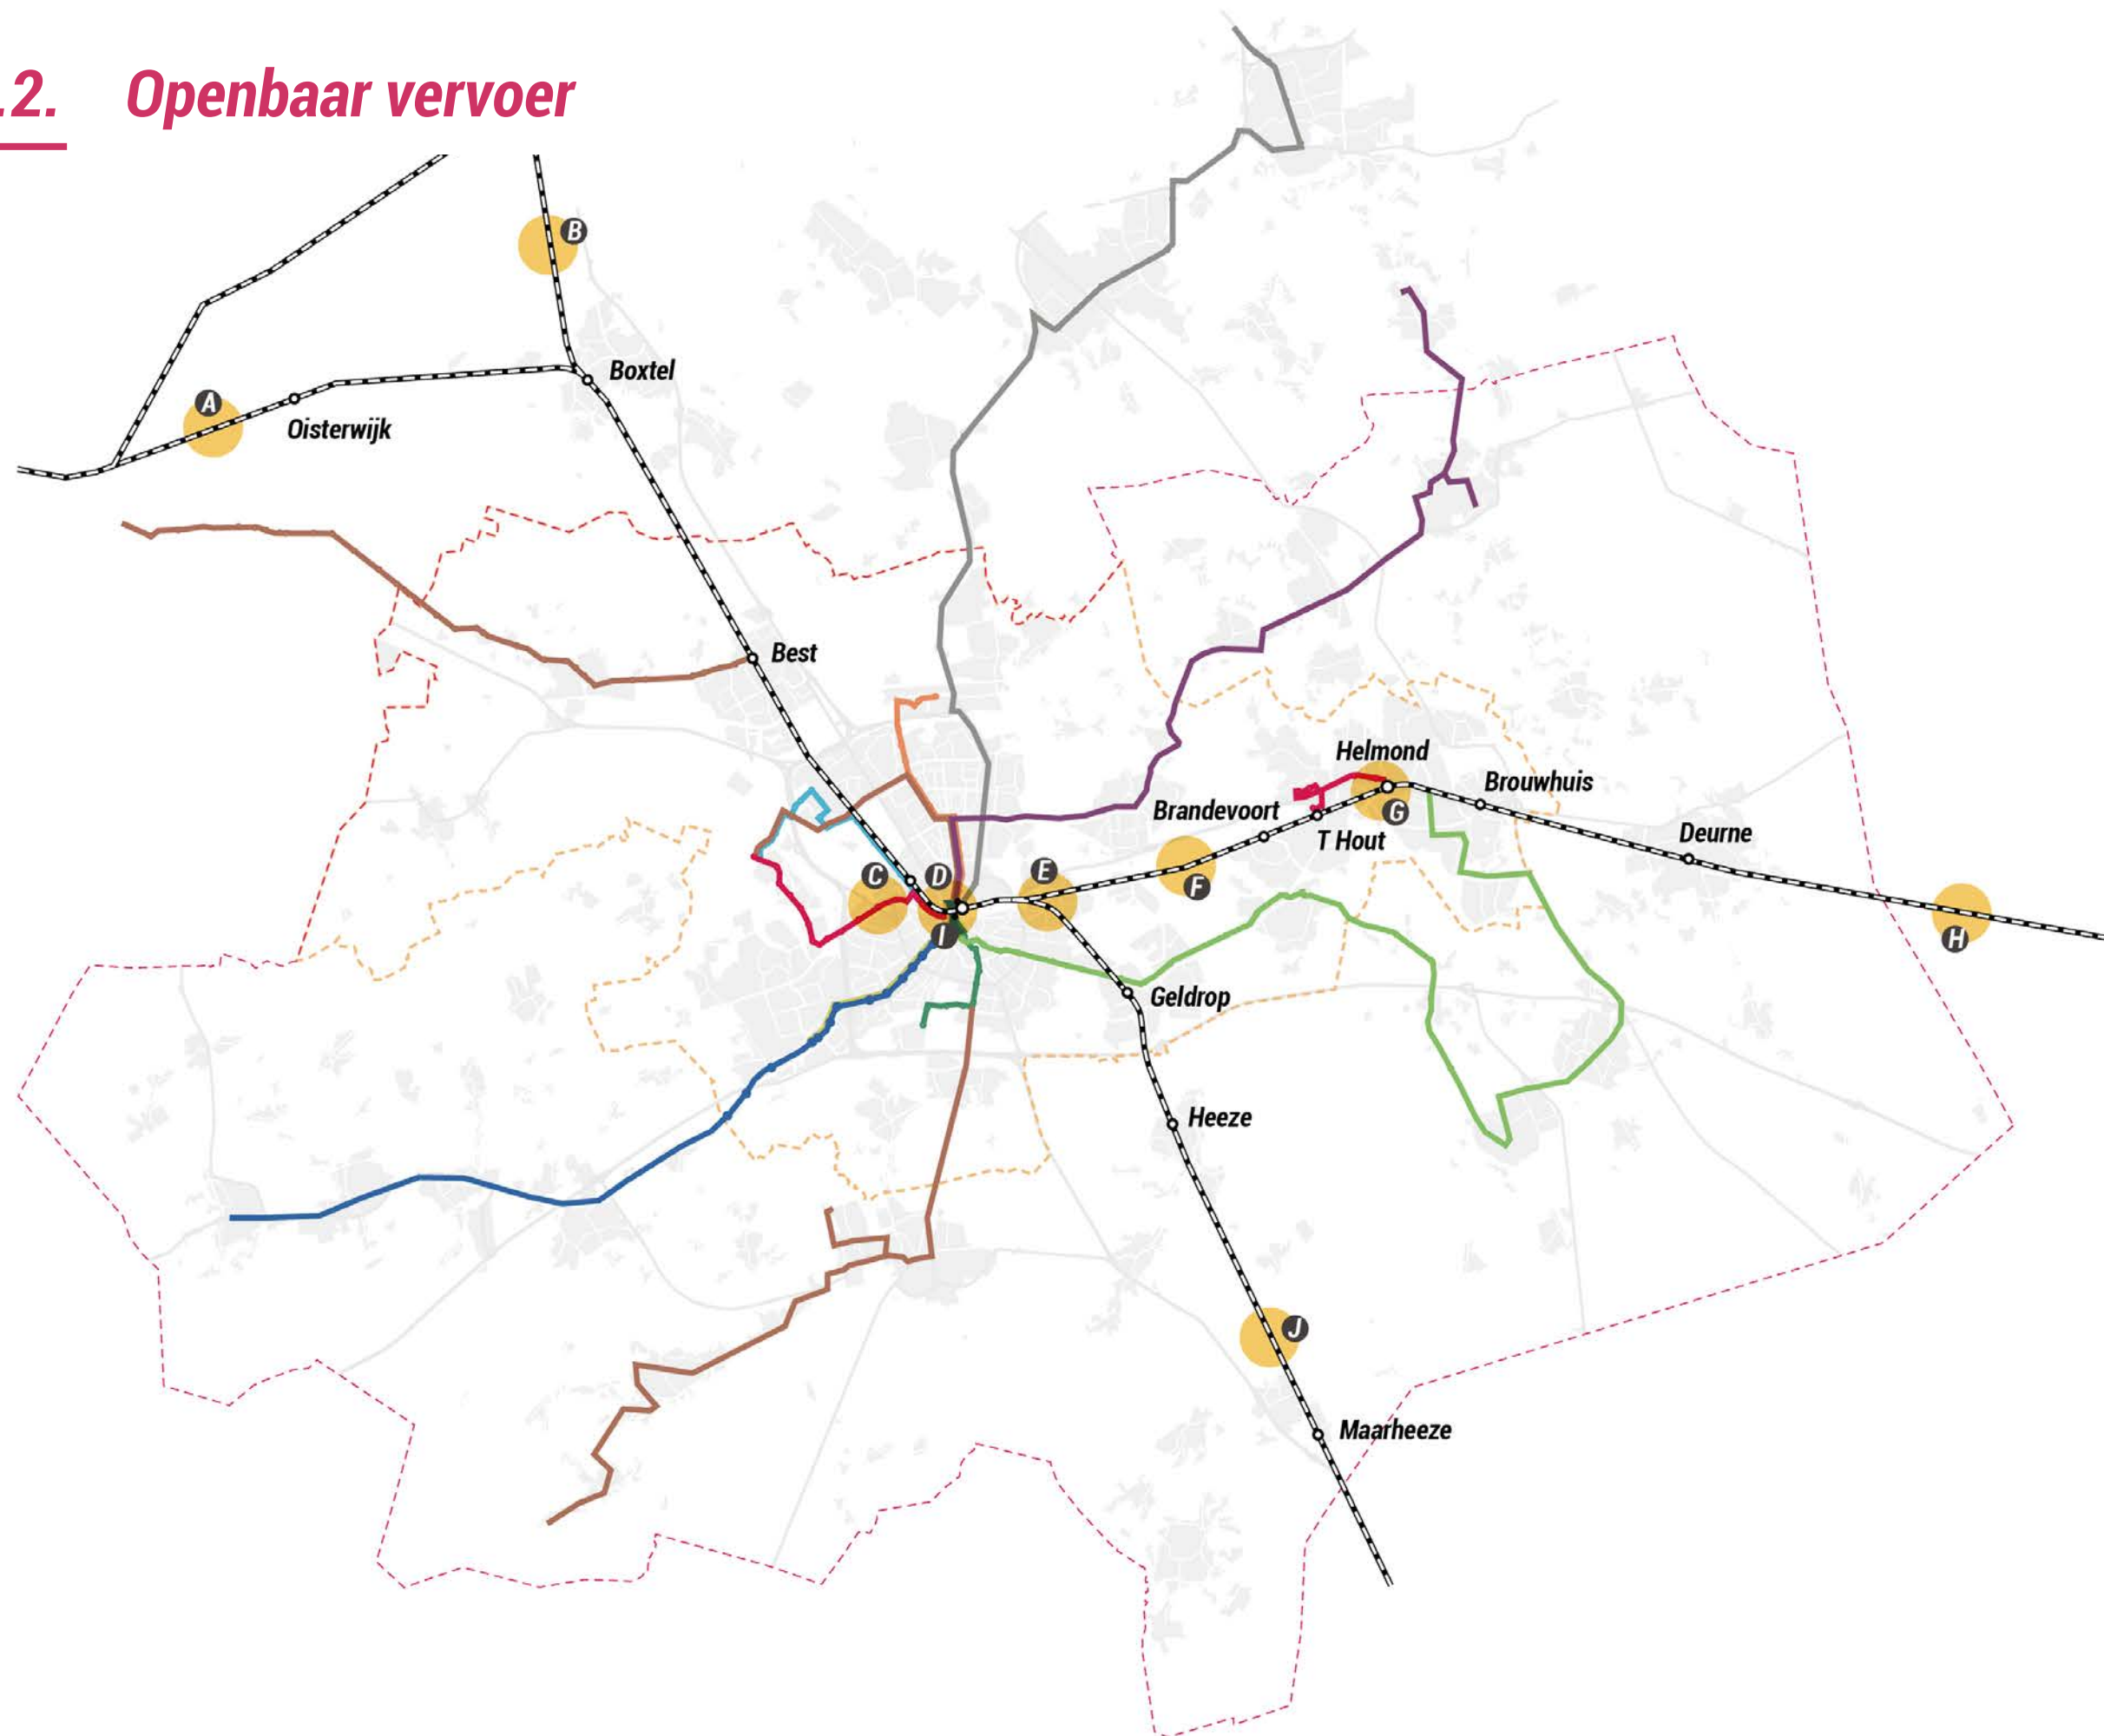 .2. Openbaar vervoer
B
Boxtel
A
Oisterwijk
Best
Helmond
Brouwhuis
Brandevoort
G
T Hout
Deurne
C
D
E
F
I
H
Geldrop
Heeze
J
Maarheeze